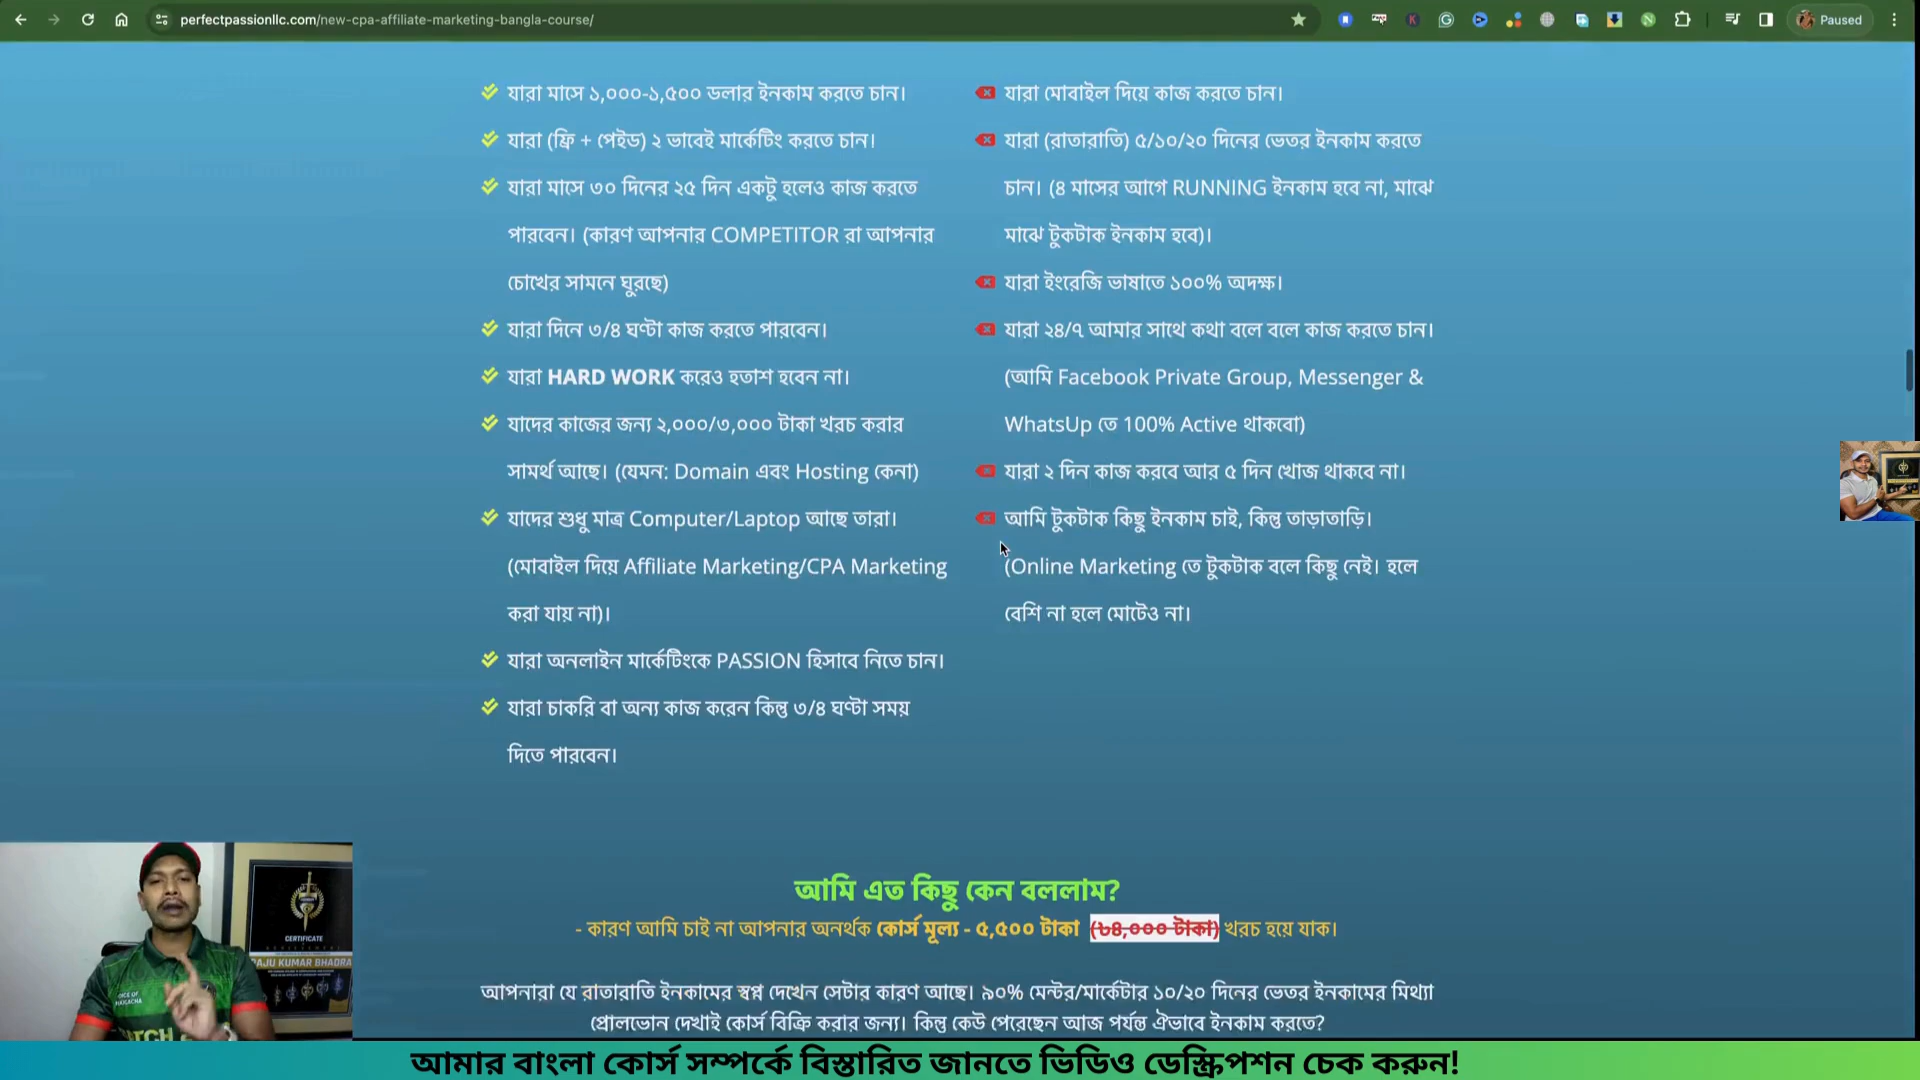 perfectpassionllc.com/new-cpa-affiliate-marketing-bangla-course/
Paused
যারা মাসে ১,০০০-১,৫০০ ডলার ইনকাম করতে চান।
যারা (ফ্রি + পেইড) ২ ভাবেই মার্কেটিং করতে চান।
যারা মাসে ৩০ দিনের ২৫ দিন একটু হলেও কাজ করতে
পারবেন। (কারণ আপনার COMPETITOR রা আপনার
চোখের সামনে ঘুরছে)
যারা দিনে ৩/৪ ঘণ্টা কাজ করতে পারবেন।
যারা HARD WORK করেও হতাশ হবেন না।
যাদের কাজের জন্য ২,০০০/৩,০০০ টাকা খরচ করার
সামর্থ আছে। (যেমন: Domain এবং Hosting কেনা)
যাদের শুধু মাত্র Computer/Laptop আছে তারা।
(মোবাইল দিয়ে Affiliate Marketing/CPA Marketing
করা যায় না)।
যারা অনলাইন মার্কেটিংকে PASSION হিসাবে নিতে চান।
যারা চাকরি বা অন্য কাজ করেন কিন্তু ৩/৪ ঘণ্টা সময়
দিতে পারবেন।
যারা মোবাইল দিয়ে কাজ করতে চান।
যারা (রাতারাতি) ৫/১০/২০ দিনের ভেতর ইনকাম করতে
চান। (৪ মাসের আগে RUNNING ইনকাম হবে না, মাঝে
মাঝে টুকটাক ইনকাম হবে)।
যারা ইংরেজি ভাষাতে ১০০% অদক্ষ।
যারা ২৪/৭ আমার সাথে কথা বলে বলে কাজ করতে চান।
(আমি Facebook Private Group, Messenger &
WhatsUp তে 100% Active থাকবো)
যারা ২ দিন কাজ করবে আর ৫ দিন খোজ থাকবে না।
আমি টুকটাক কিছু ইনকাম চাই, কিন্তু তাড়াতাড়ি।
(Online Marketing তে টুকটাক বলে কিছু নেই। হলে
বেশি না হলে মোটেও না।
আমি এত কিছু কেন বললাম?
- কারণ আমি চাই না আপনার অনর্থক কোর্স মূল্য - ৫,৫০০ টাকা (৳৪,০০০ টাকা) খরচ হয়ে যাক।
আপনারা যে রাতারাতি ইনকামের স্বপ্ন দেখেন সেটার কারণ আছে। ৯০% মেন্টর/মার্কেটার ১০/২০ দিনের ভেতর ইনকামের মিথ্যা
প্রোলভোন দেখাই কোর্স বিক্রি করার জন্য। কিন্তু কেউ পেরেছেন আজ পর্যন্ত ঐভাবে ইনকাম করতে?
CERTIFICATE
RAJU KUMAR BHADRA
আমার বাংলা কোর্স সম্পর্কে বিস্তারিত জানতে ভিডিও ডেস্ক্রিপশন চেক করুন!